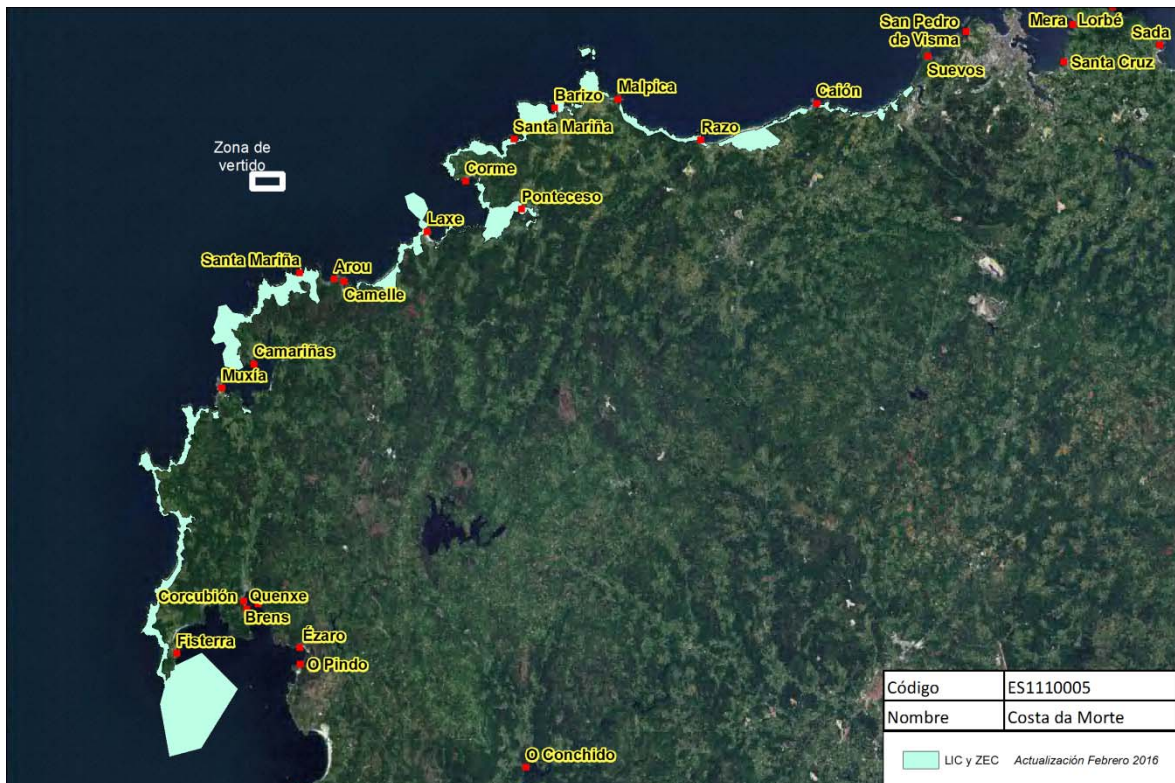 San Pedro
de Visma
Mera
Lorbé
Sada
Suevos
Santa Cruz
Malpica
Caión
Barizo
Razo
Santa Mariña
Zona de
vertido
Corme
Ponteceso
Laxe
Santa Mariña
Arou
Camelle
Camariñas
Muxía
Corcubión
Quenxe
Brens
Fisterra
Ézaro
O Pindo
O Conchido
Código ES1110005
Nombre Costa da Morte
LIC y ZEC Actualización Febrero 2016